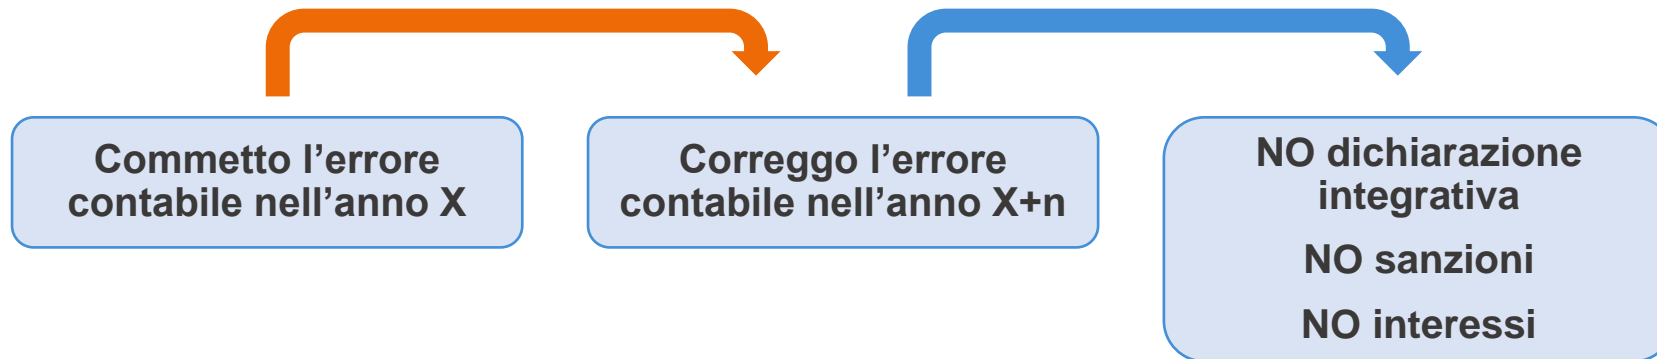 Commetto l’errore
contabile nell’anno X
Correggo l’errore
contabile nell’anno X+n
NO dichiarazione
integrativa
NO sanzioni
NO interessi